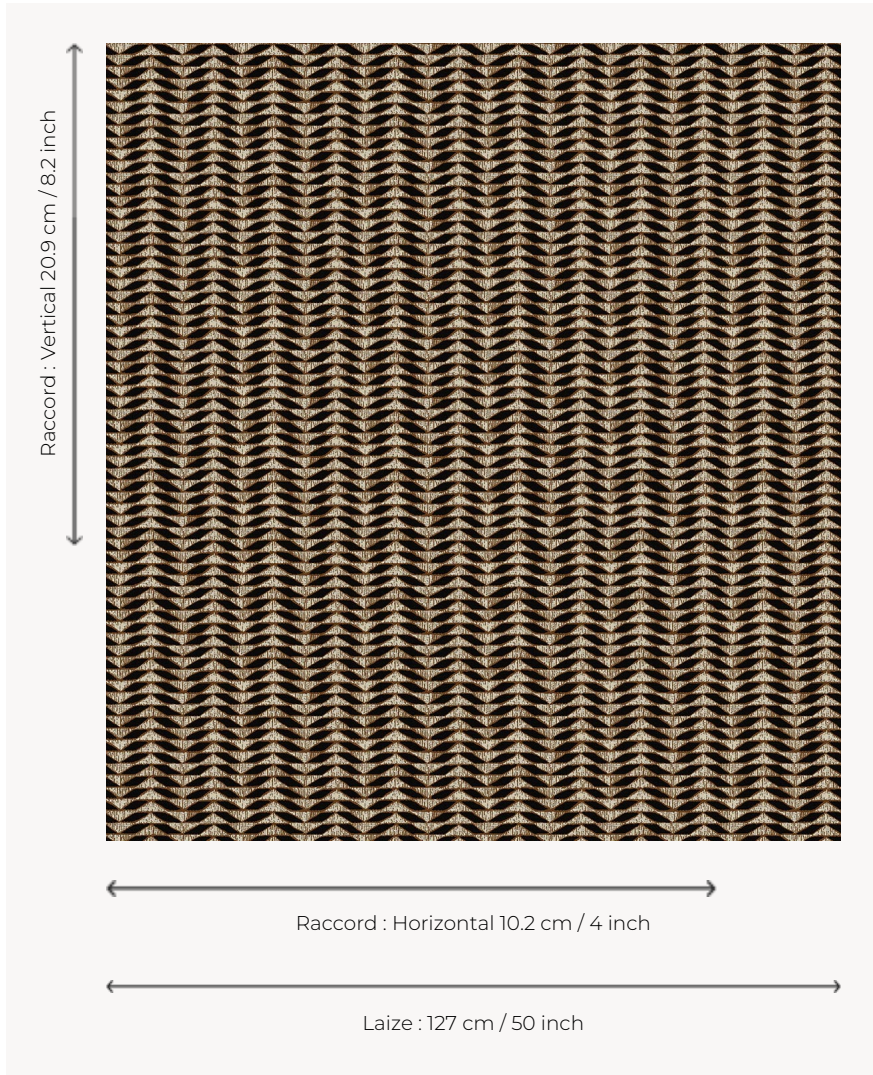 Raccord : Vertical 20.9 cm / 8.2 inch
Raccord : Horizontal 10.2 cm / 4 inch
Laize : 127 cm / 50 inch